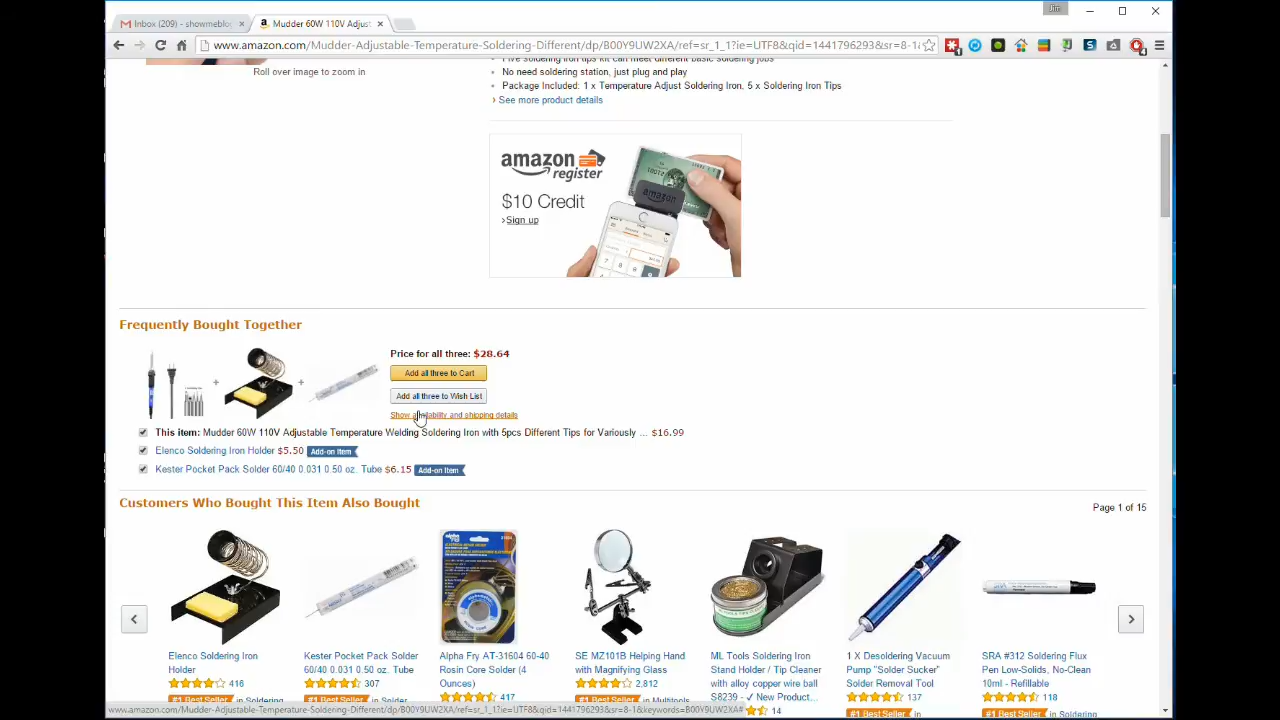 Jim
Inbox (209) - showmeblo
Mudder 60W 110V Adjust
www.amazon.com/Mudder-Adjustable-Temperature-Soldering-Different/dp/B00Y9UW2XA/ref=sr_1_1?ie=UTF8&qid=1441796293&sr=8-1
Roll over image to zoom in
Five soldering iron tips kit can meet different basic soldering jobs
No need soldering station, just plug and play
Package Included: 1 x Temperature Adjust Soldering Iron, 5 x Soldering Iron Tips
› See more product details
amazon register
$10 Credit
›Sign up
amazon
Frequently Bought Together
Price for all three: $28.64
Add all three to Cart
Add all three to Wish List
Show availability and shipping details
This item: Mudder 60W 110V Adjustable Temperature Welding Soldering Iron with 5pcs Different Tips for Variously ... $16.99
Elenco Soldering Iron Holder $5.50 Add-on Item
Kester Pocket Pack Solder 60/40 0.031 0.50 oz. Tube $6.15 Add-on Item
Customers Who Bought This Item Also Bought
Page 1 of 15
Elenco Soldering Iron Holder
416
#1 Best Seller in Soldering
Kester Pocket Pack Solder 60/40 0.031 0.50 oz. Tube
307
#1 Best Seller in Solder
Alpha Fry AT-31604 60-40 Rosin Core Solder (4 Ounces)
417
SE MZ101B Helping Hand with Magnifying Glass
2,812
#1 Best Seller in Multitools
ML Tools Soldering Iron Stand Holder / Tip Cleaner with alloy copper wire ball S8239 - ✓ New Product...
14
1 X Desoldering Vacuum Pump "Solder Sucker" Solder Removal Tool
137
#1 Best Seller in Soldering
SRA #312 Soldering Flux Pen Low-Solids, No-Clean 10ml - Refillable
118
#1 Best Seller in Soldering
www.amazon.com/Mudder-Adjustable-Temperature-Soldering-Different/dp/B00Y9UW2XA/ref=sr_1_1?ie=UTF8&qid=1441796293&sr=8-1&keywords=B00Y9UW2XA#